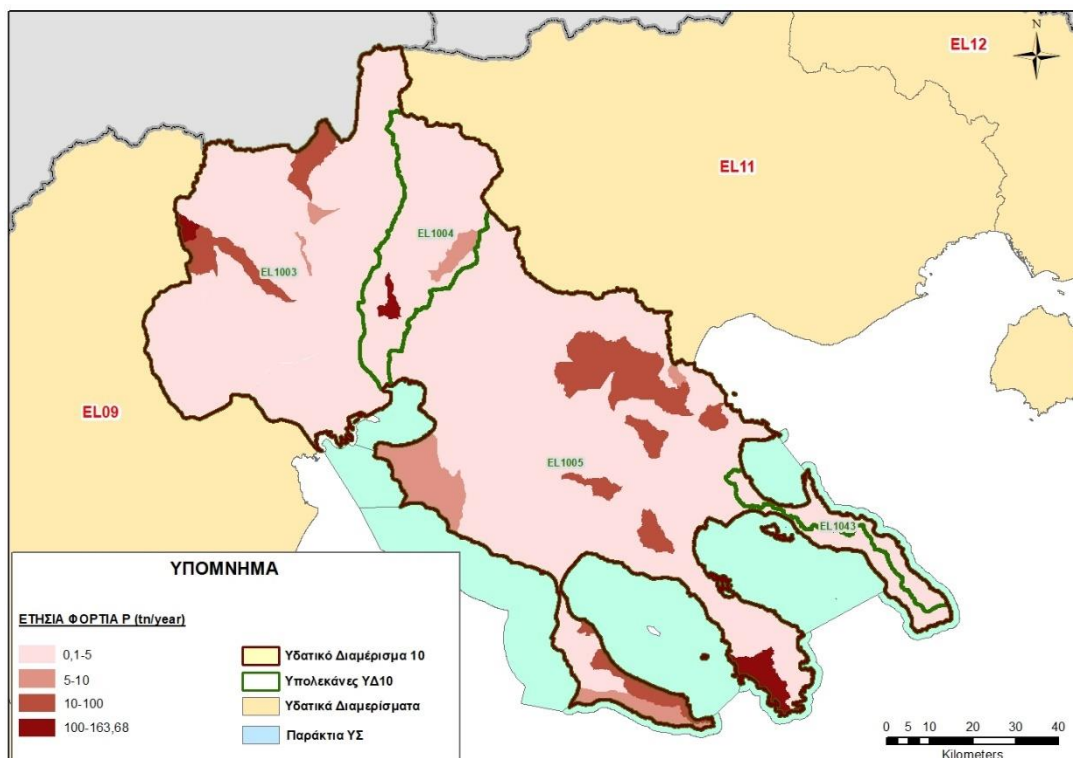 EL12
N
EL11
EL1004
EL1003
EL09
EL1005
EL1043
ΥΠΟΜΝΗΜΑ
ΕΤΗΣΙΑ ΦΟΡΤΙΑ P (tn/year)
0,1-5
5-10
10-100
100-163,68
Υδατικό Διαμέρισμα 10
Υπολεκάνες ΥΔ10
Υδατικά Διαμερίσματα
Παράκτια ΥΣ
0 5 10 20 30 40
Kilometers